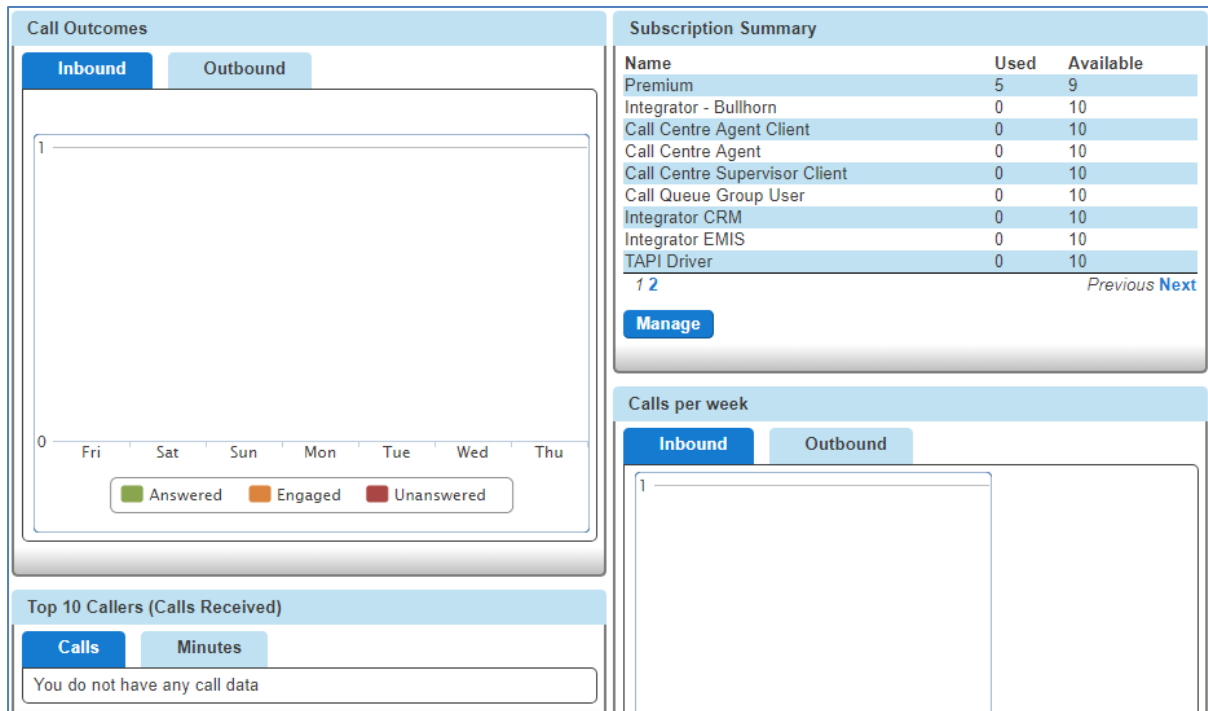 Call Outcomes
Inbound Outbound
1
0
Fri Sat Sun Mon Tue Wed Thu
Answered Engaged Unanswered
Top 10 Callers (Calls Received)
Calls Minutes
You do not have any call data
Subscription Summary
Name Used Available
Premium 5 9
Integrator - Bullhorn 0 10
Call Centre Agent Client 0 10
Call Centre Agent 0 10
Call Centre Supervisor Client 0 10
Call Queue Group User 0 10
Integrator CRM 0 10
Integrator EMIS 0 10
TAPI Driver 0 10
1 2 Previous Next
Manage
Calls per week
Inbound Outbound
1